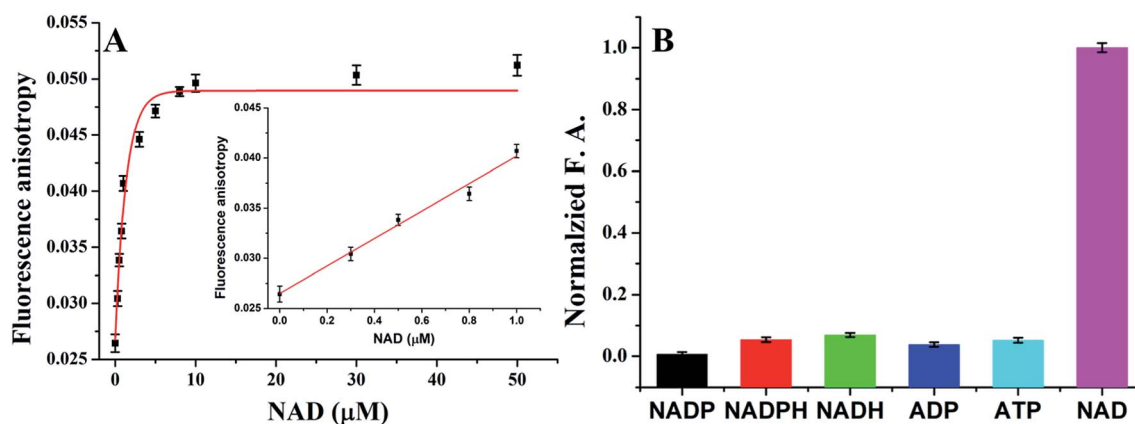 A
Fluorescence anisotropy
0.055
0.050
0.045
0.040
0.035
0.030
0.025
0 10 20 30 40 50
NAD (μM)
Fluorescence anisotropy
0.045
0.040
0.035
0.030
0.025
0.0 0.2 0.4 0.6 0.8 1.0
NAD (μM)
B
Normalzied F. A.
1.0
0.8
0.6
0.4
0.2
0.0
NADP NADPH NADH ADP ATP NAD